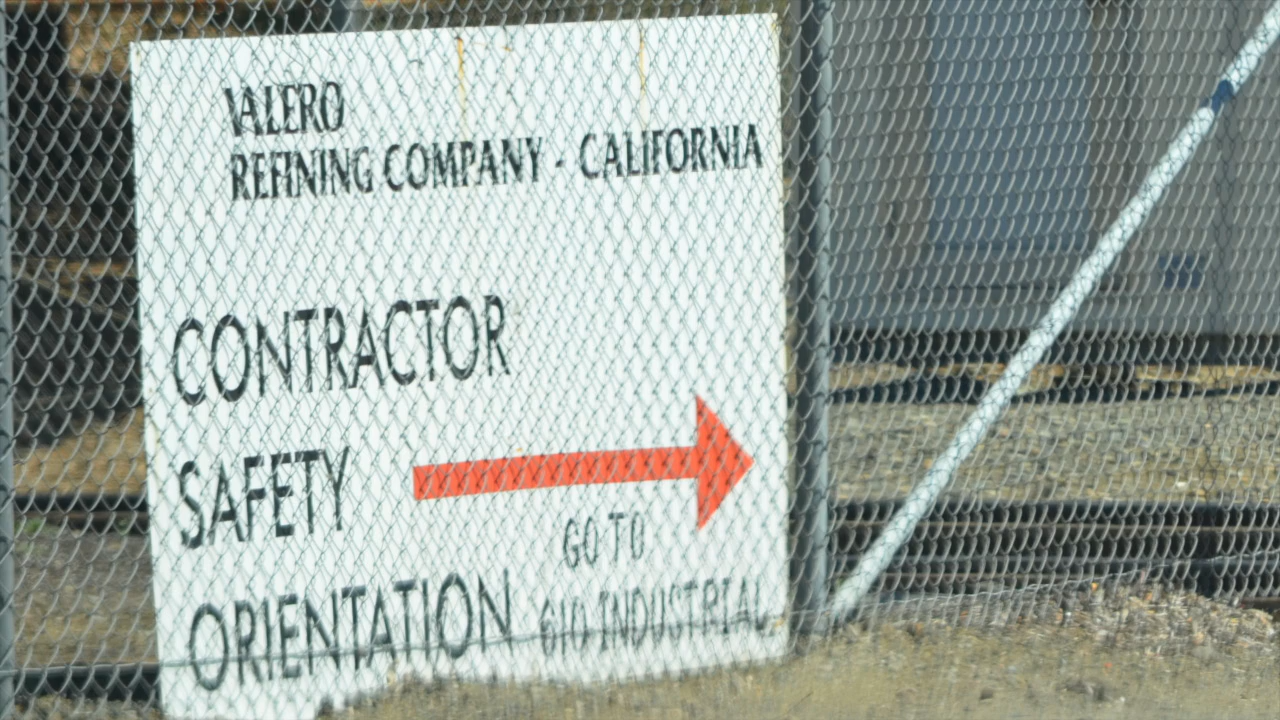 VALERO
REFINING COMPANY - CALIFORNIA
CONTRACTOR
SAFETY
GO TO
ORIENTATION 610 INDUSTRIAL